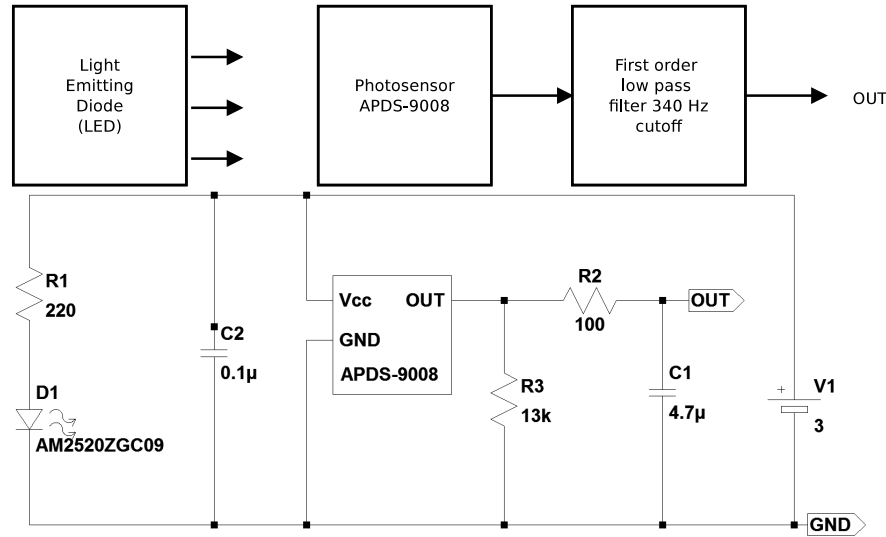 Light
Emitting
Diode
(LED)
Photosensor
APDS-9008
First order
low pass
filter 340 Hz
cutoff
OUT
R1
220
D1
AM2520ZGC09
C2
0.1µ
Vcc OUT
GND
APDS-9008
R2
100
OUT
R3
13k
C1
4.7µ
+ V1
3
GND